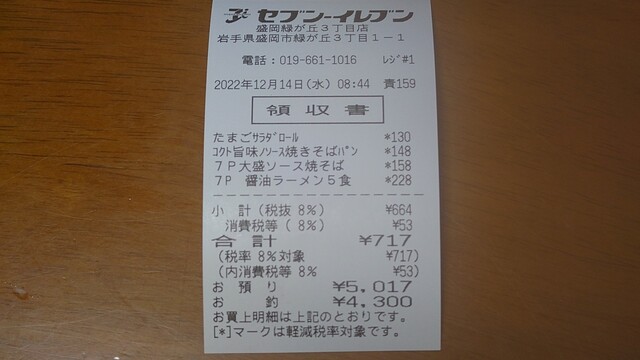 セブン-イレブン
盛岡緑が丘3丁目店
岩手県盛岡市緑が丘3丁目1-1
電話:019-661-1016 ﾚｼﾞ#1
2022年12月14日(水) 08:44 責159
領収書
たまごｻﾗﾀﾞﾛｰﾙ *130
ｺｸﾄ旨味ﾉｿｰｽ焼きそばﾊﾟﾝ *148
7P大盛ソース焼そば *158
7P 醤油ラーメン5食 *228
小 計(税抜 8%) ¥664
消費税等( 8%) ¥53
合 計 ¥717
(税率 8%対象 ¥717)
(内消費税等 8% ¥53)
お 預 り ¥5,017
お 釣 ¥4,300
お買上明細は上記のとおりです。
[*]マークは軽減税率対象です。